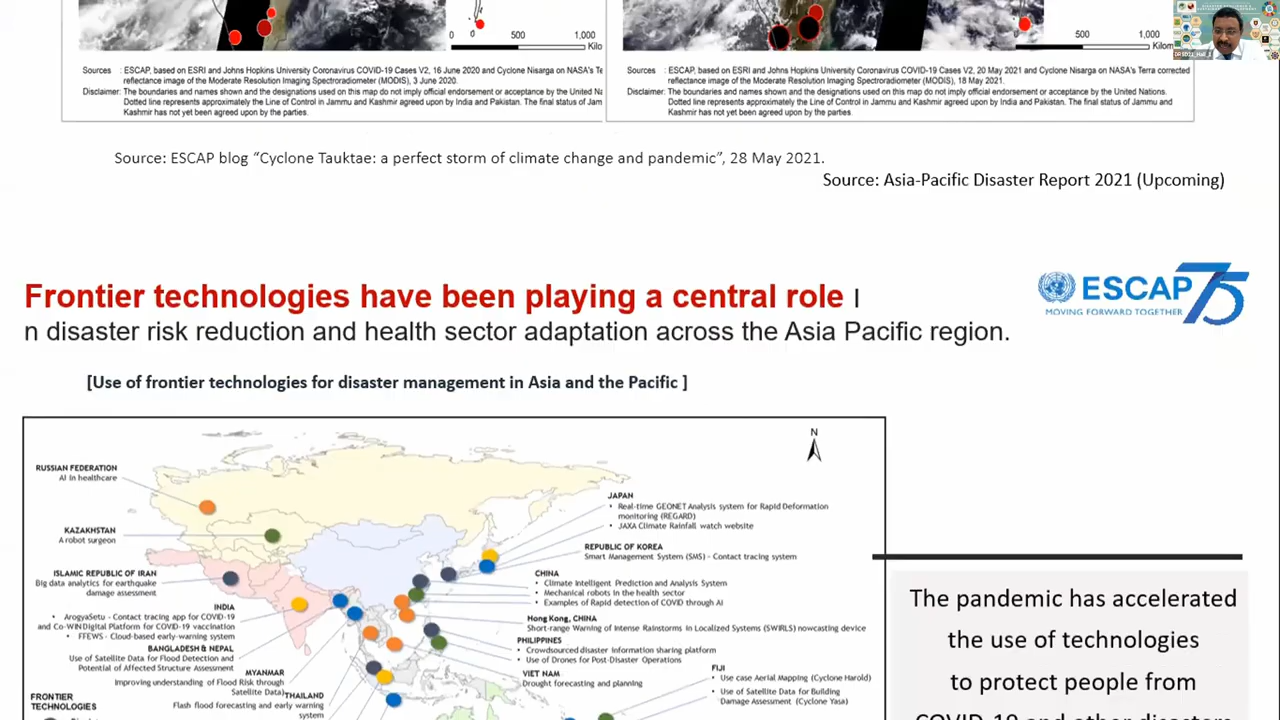 0 500 1,000
Kilo
500 1,000
Kilom
Sources : ESCAP, based on ESRI and Johns Hopkins University Coronavirus COVID-19 Cases V2, 16 June 2020 and Cyclone Nisarga on NASA's Te
reflectance image of the Moderate Resolution Imaging Spectroradiometer (MODIS), 3 June 2020.
Disclaimer: The boundaries and names shown and the designations used on this map do not imply official endorsement or acceptance by the United Na
Dotted line represents approximately the Line of Control in Jammu and Kashmir agreed upon by India and Pakistan. The final status of Jam
Kashmir has not yet been agreed upon by the parties.
Sources : ESCAP, based on ESRI and Johns Hopkins University Coronavirus COVID-19 Cases V2, 20 May 2021 and Cyclone Nisarga on NASA's Terra corrected
reflectance image of the Moderate Resolution Imaging Spectroradiometer (MODIS), 18 May 2021.
Disclaimer: The boundaries and names shown and the designations used on this map do not imply official endorsement or acceptance by the United Nations.
Dotted line represents approximately the Line of Control in Jammu and Kashmir agreed upon by India and Pakistan. The final status of Jammu and
Kashmir has not yet been agreed upon by the parties
Source: ESCAP blog “Cyclone Tauktae: a perfect storm of climate change and pandemic”, 28 May 2021.
Source: Asia-Pacific Disaster Report 2021 (Upcoming)
Frontier technologies have been playing a central role I
n disaster risk reduction and health sector adaptation across the Asia Pacific region.
ESCAP 75
MOVING FORWARD TOGETHER
[Use of frontier technologies for disaster management in Asia and the Pacific ]
N
RUSSIAN FEDERATION
AI in healthcare
KAZAKHSTAN
A robot surgeon
ISLAMIC REPUBLIC OF IRAN
Big data analytics for earthquake
damage assessment
INDIA
• ArogyaSetu - Contact tracing app for COVID-19
and Co-WIN Digital Platform for COVID-19 vaccination
• FFEWS - Cloud-based early-warning system
BANGLADESH & NEPAL
Use of Satellite Data for Flood Detection and
Potential of Affected Structure Assessment
MYANMAR
Improving understanding of Flood Risk through
Satellite Data)
THAILAND
Flash flood forecasting and early warning
system
FRONTIER
TECHNOLOGIES
JAPAN
• Real-time GEONET Analysis system for Rapid Deformation
monitoring (REGARD)
• JAXA Climate Rainfall watch website
REPUBLIC OF KOREA
Smart Management System (SMS) - Contact tracing system
CHINA
• Climate Intelligent Prediction and Analysis System
• Mechanical robots in the health sector
• Examples of Rapid detection of COVID through AI
Hong Kong, CHINA
Short-range Warning of Intense Rainstorms in Localized Systems (SWIRLS) nowcasting device
PHILIPPINES
• Crowdsourced disaster information sharing platform
• Use of Drones for Post-Disaster Operations
VIET NAM
Drought forecasting and planning
FIJI
• Use case Aerial Mapping (Cyclone Harold)
• Use of Satellite Data for Building
Damage Assessment (Cyclone Yasa)
The pandemic has accelerated
the use of technologies
to protect people from
COVID-19 and other disasters